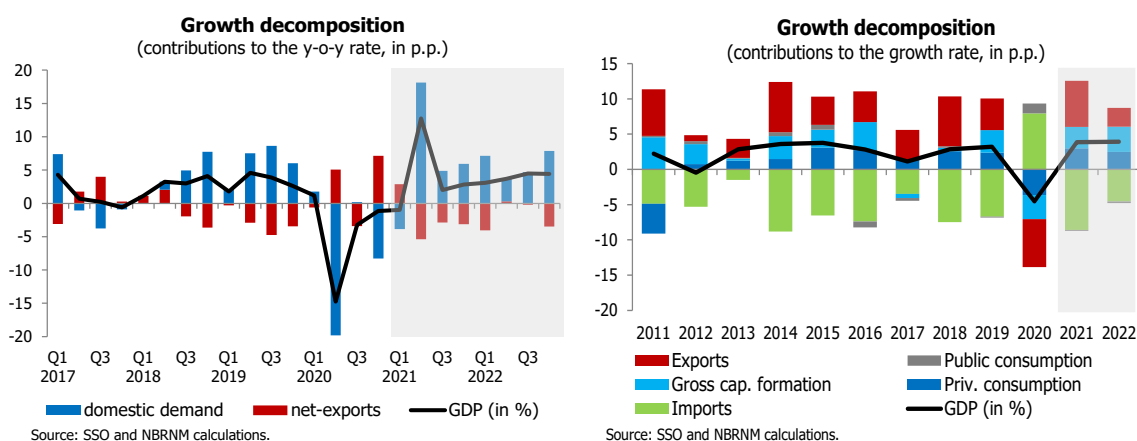 Growth decomposition
(contributions to the y-o-y rate, in p.p.)
20
15
10
5
0
-5
-10
-15
-20
Q1 Q3 Q1 Q3 Q1 Q3 Q1 Q3 Q1 Q3 Q1 Q3
2017 2018 2019 2020 2021 2022
domestic demand net-exports GDP (in %)
Source: SSO and NBRNM calculations.
Growth decomposition
(contributions to the growth rate, in p.p.)
15
10
5
0
-5
-10
-15
-20
2011 2012 2013 2014 2015 2016 2017 2018 2019 2020 2021 2022
Exports Public consumption
Gross cap. formation Priv. consumption
Imports GDP (in %)
Source: SSO and NBRNM calculations.